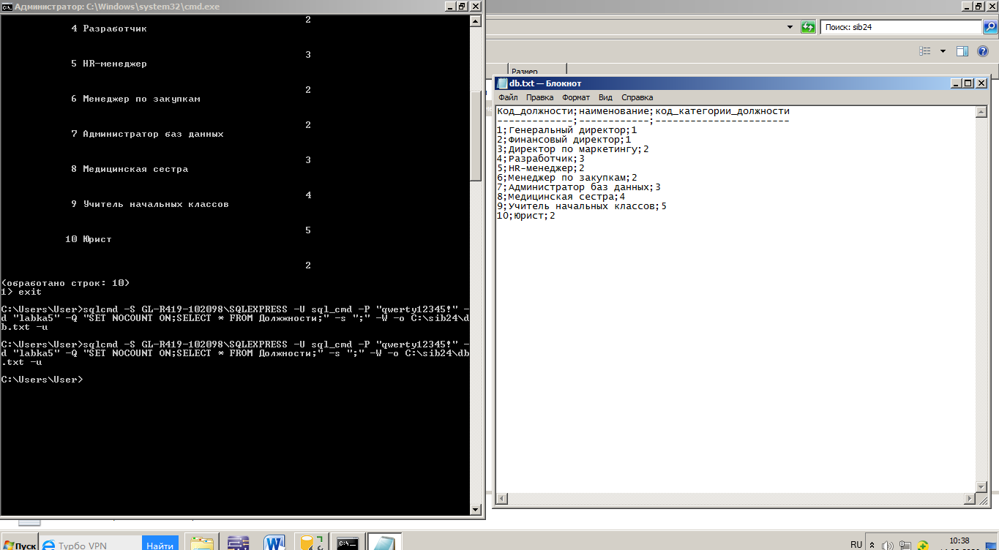 Администратор: C:\Windows\system32\cmd.exe
2
4 Разработчик
3
5 HR-менеджер
2
6 Менеджер по закупкам
2
7 Администратор баз данных
3
8 Медицинская сестра
4
9 Учитель начальных классов
5
10 Юрист
2
(обработано строк: 10)
1> exit
C:\Users\User>sqlcmd -S GL-R419-102098\SQLEXPRESS -U sql_cmd -P "qwerty12345!" -
d "labka5" -Q "SET NOCOUNT ON;SELECT * FROM Должжности;" -s ";" -W -o C:\sib24\d
b.txt -u
C:\Users\User>sqlcmd -S GL-R419-102098\SQLEXPRESS -U sql_cmd -P "qwerty12345!" -
d "labka5" -Q "SET NOCOUNT ON;SELECT * FROM Должности;" -s ";" -W -o C:\sib24\db
.txt -u
C:\Users\User>
Поиск: sib24
Размер
db.txt — Блокнот
Файл Правка Формат Вид Справка
Код_должности;наименование;код_категории_должности
-------------;------------;-----------------------
1;Генеральный директор;1
2;Финансовый директор;1
3;Директор по маркетингу;2
4;Разработчик;3
5;HR-менеджер;2
6;Менеджер по закупкам;2
7;Администратор баз данных;3
8;Медицинская сестра;4
9;Учитель начальных классов;5
10;Юрист;2
Пуск
Турбо VPN
Найти
RU
10:38